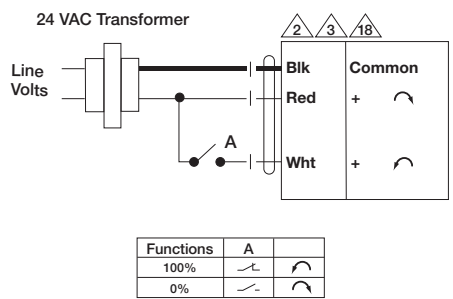 24 VAC Transformer
2 3 18
Line
Volts
Blk Common
Red +
A
Wht +
Functions A
100%
0%